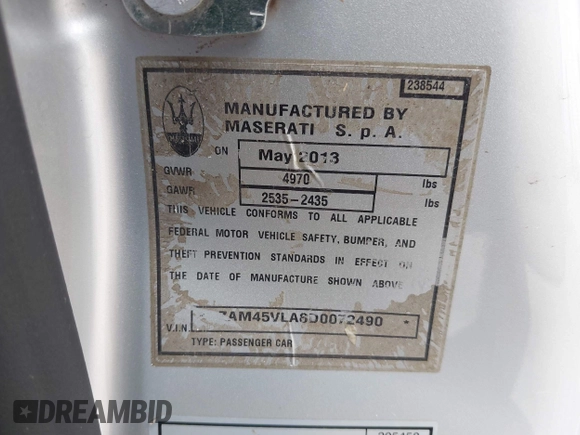 238544
MANUFACTURED BY
MASERATI S. p. A.
ON May 2013
GVWR 4970 lbs
GAWR 2535-2435 lbs
THIS VEHICLE CONFORMS TO ALL APPLICABLE
FEDERAL MOTOR VEHICLE SAFETY, BUMPER, AND
THEFT PREVENTION STANDARDS IN EFFECT ON
THE DATE OF MANUFACTURE SHOWN ABOVE
V.I.N. ZAM45VLA8D0072490 *
TYPE: PASSENGER CAR
DREAMBID